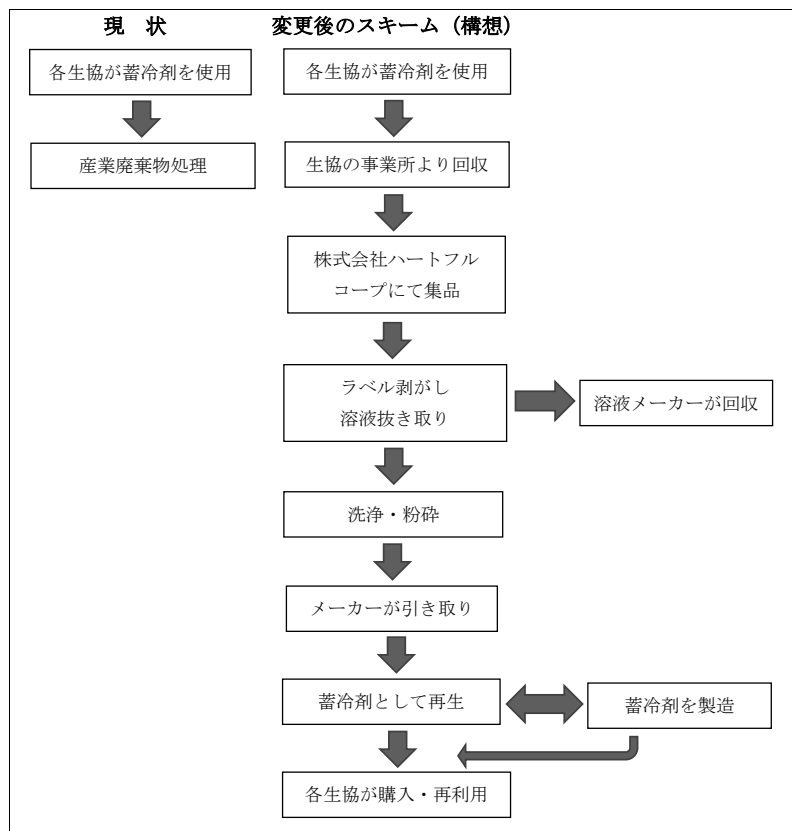 現　状
各生協が蓄冷剤を使用
産業廃棄物処理
変更後のスキーム（構想）
各生協が蓄冷剤を使用
生協の事業所より回収
株式会社ハートフル
コープにて集品
ラベル剥がし
溶液抜き取り
溶液メーカーが回収
洗浄・粉砕
メーカーが引き取り
蓄冷剤として再生
蓄冷剤を製造
各生協が購入・再利用